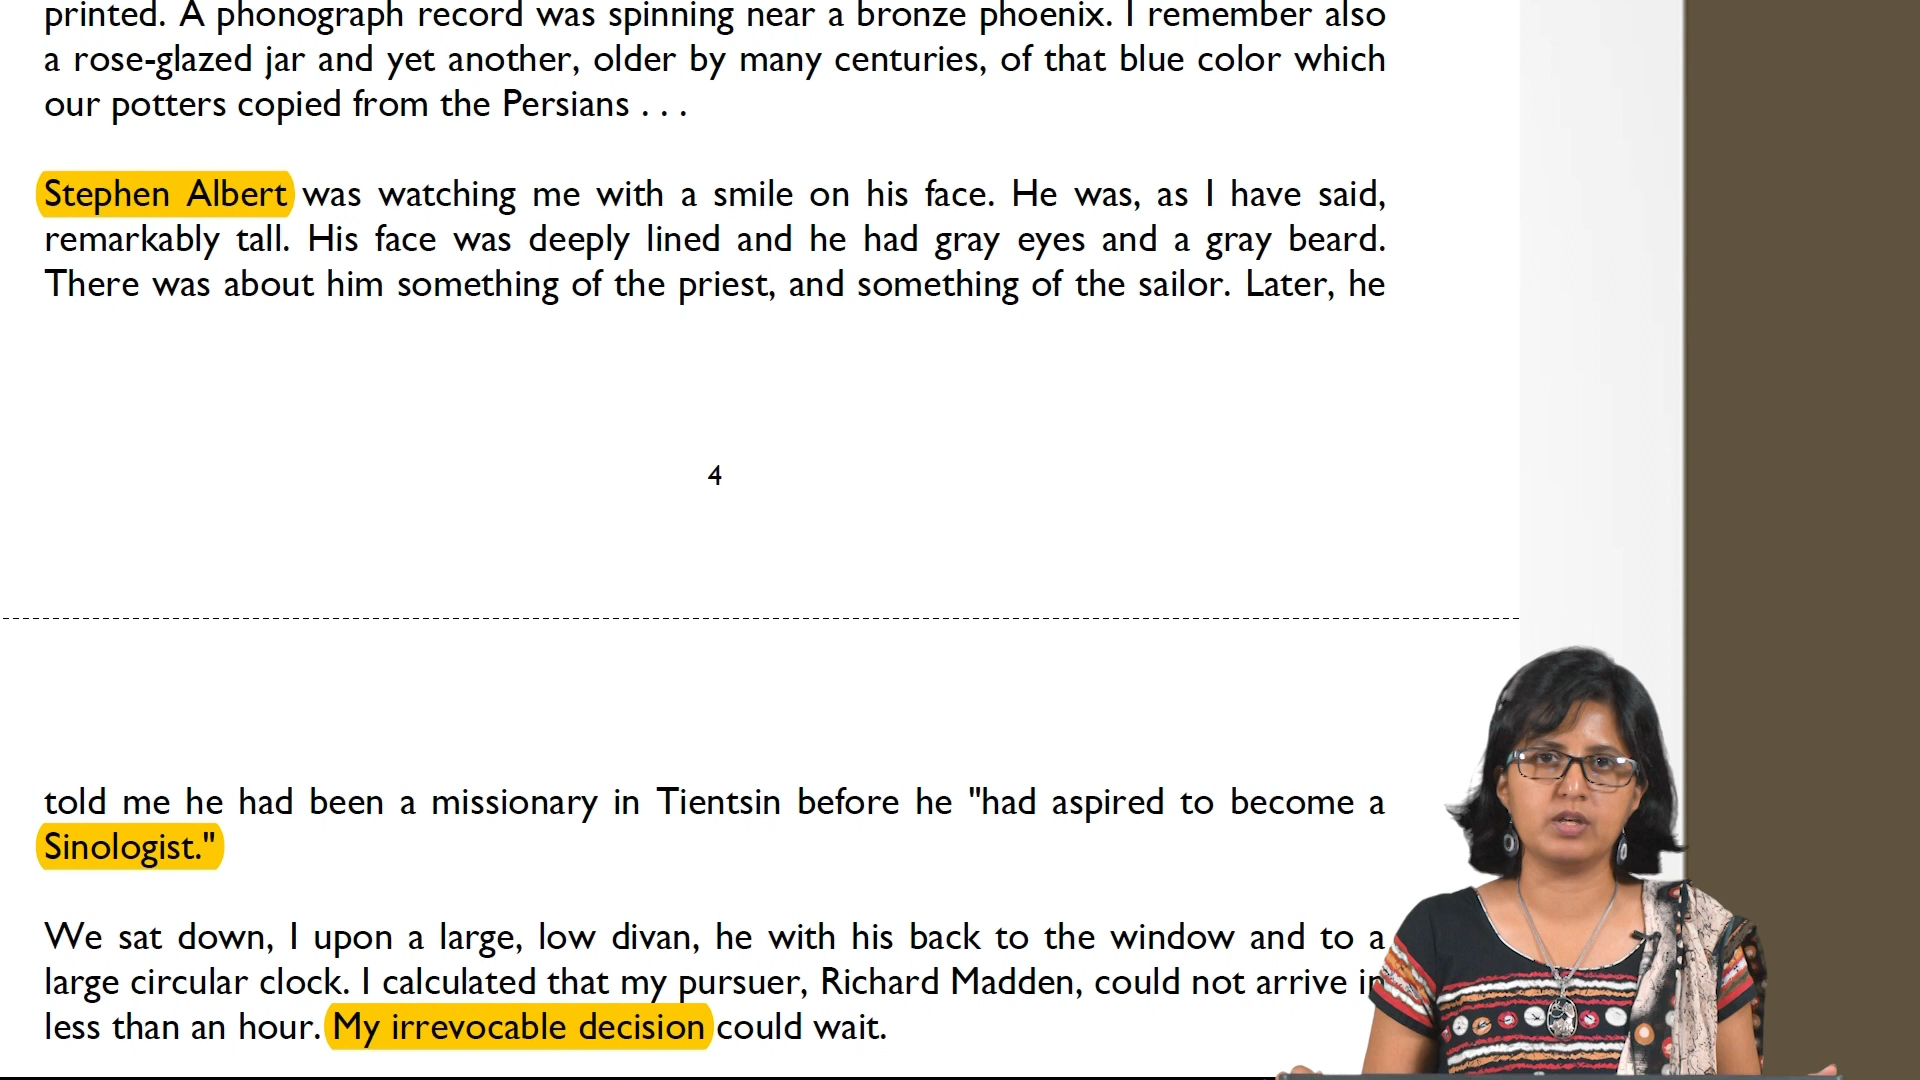 printed. A phonograph record was spinning near a bronze phoenix. I remember also
a rose-glazed jar and yet another, older by many centuries, of that blue color which
our potters copied from the Persians . . .
Stephen Albert was watching me with a smile on his face. He was, as I have said,
remarkably tall. His face was deeply lined and he had gray eyes and a gray beard.
There was about him something of the priest, and something of the sailor. Later, he
4
told me he had been a missionary in Tientsin before he "had aspired to become a
Sinologist."
We sat down, I upon a large, low divan, he with his back to the window and to a
large circular clock. I calculated that my pursuer, Richard Madden, could not arrive in
less than an hour. My irrevocable decision could wait.